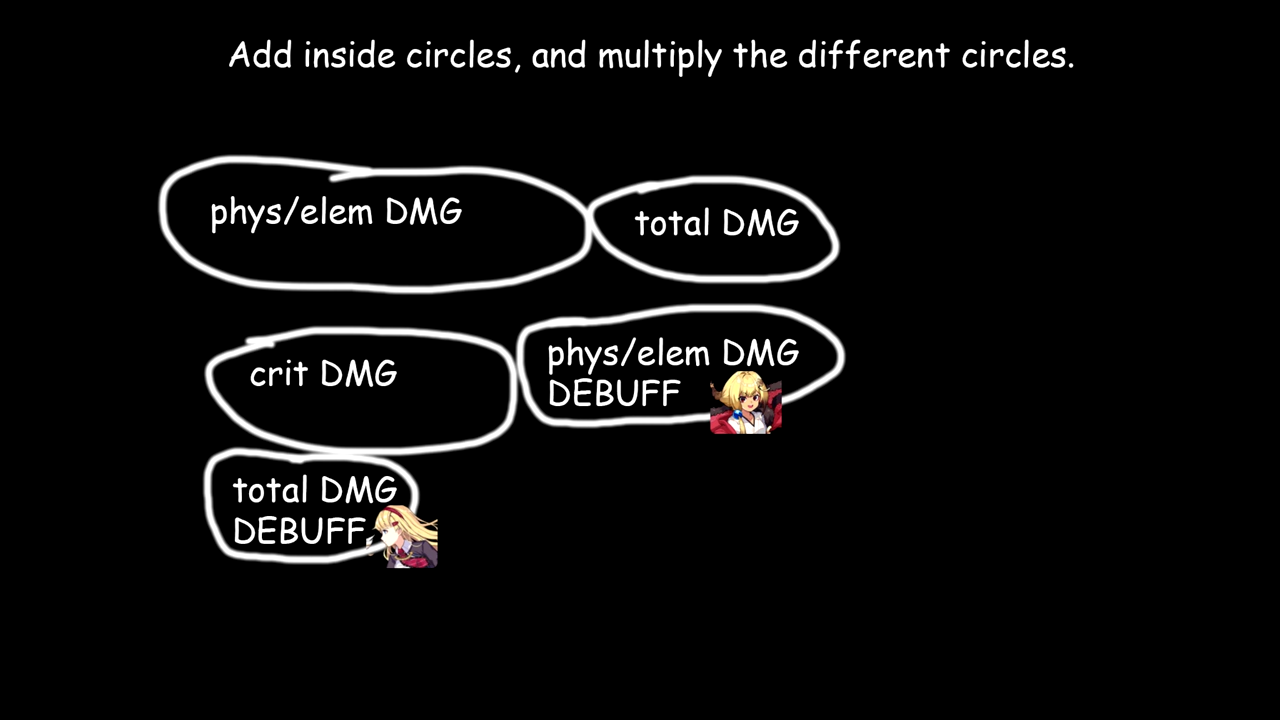 Add inside circles, and multiply the different circles.
phys/elem DMG
total DMG
crit DMG
phys/elem DMG
DEBUFF
total DMG
DEBUFF